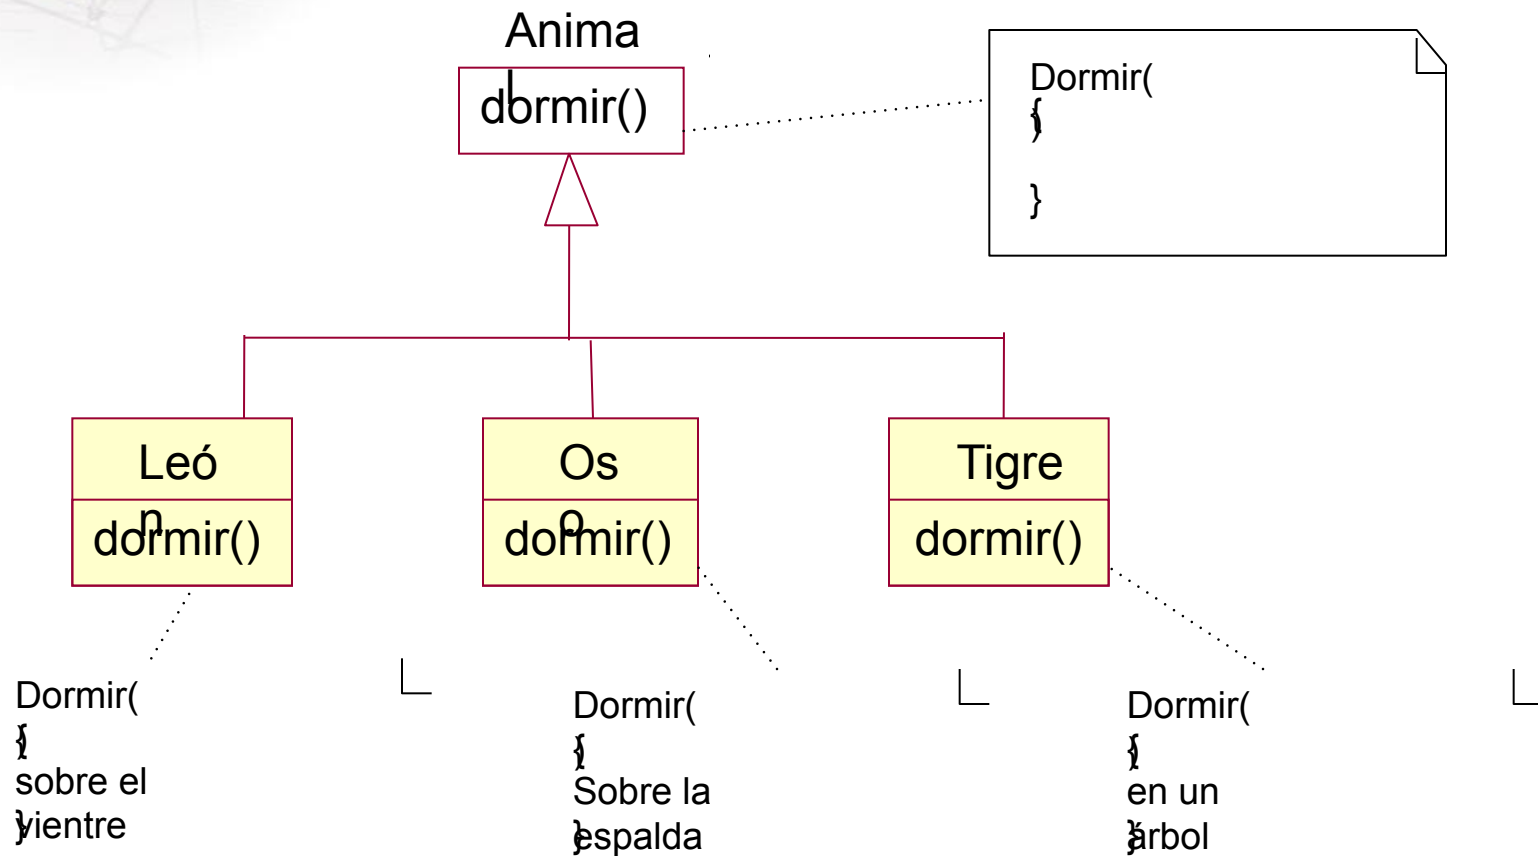 Animal
dormir()
Dormir()
{
}
León
dormir()
Oso
dormir()
Tigre
dormir()
Dormir()
{
sobre el
vientre
}
Dormir()
{
Sobre la
espalda
}
Dormir()
{
en un
árbol
}